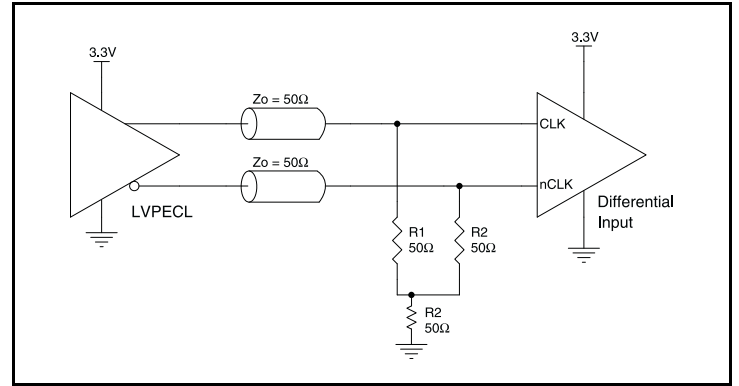 3.3V
3.3V
Zo = 50Ω
CLK
Zo = 50Ω
nCLK
LVPECL
Differential
Input
R1
50Ω
R2
50Ω
R2
50Ω